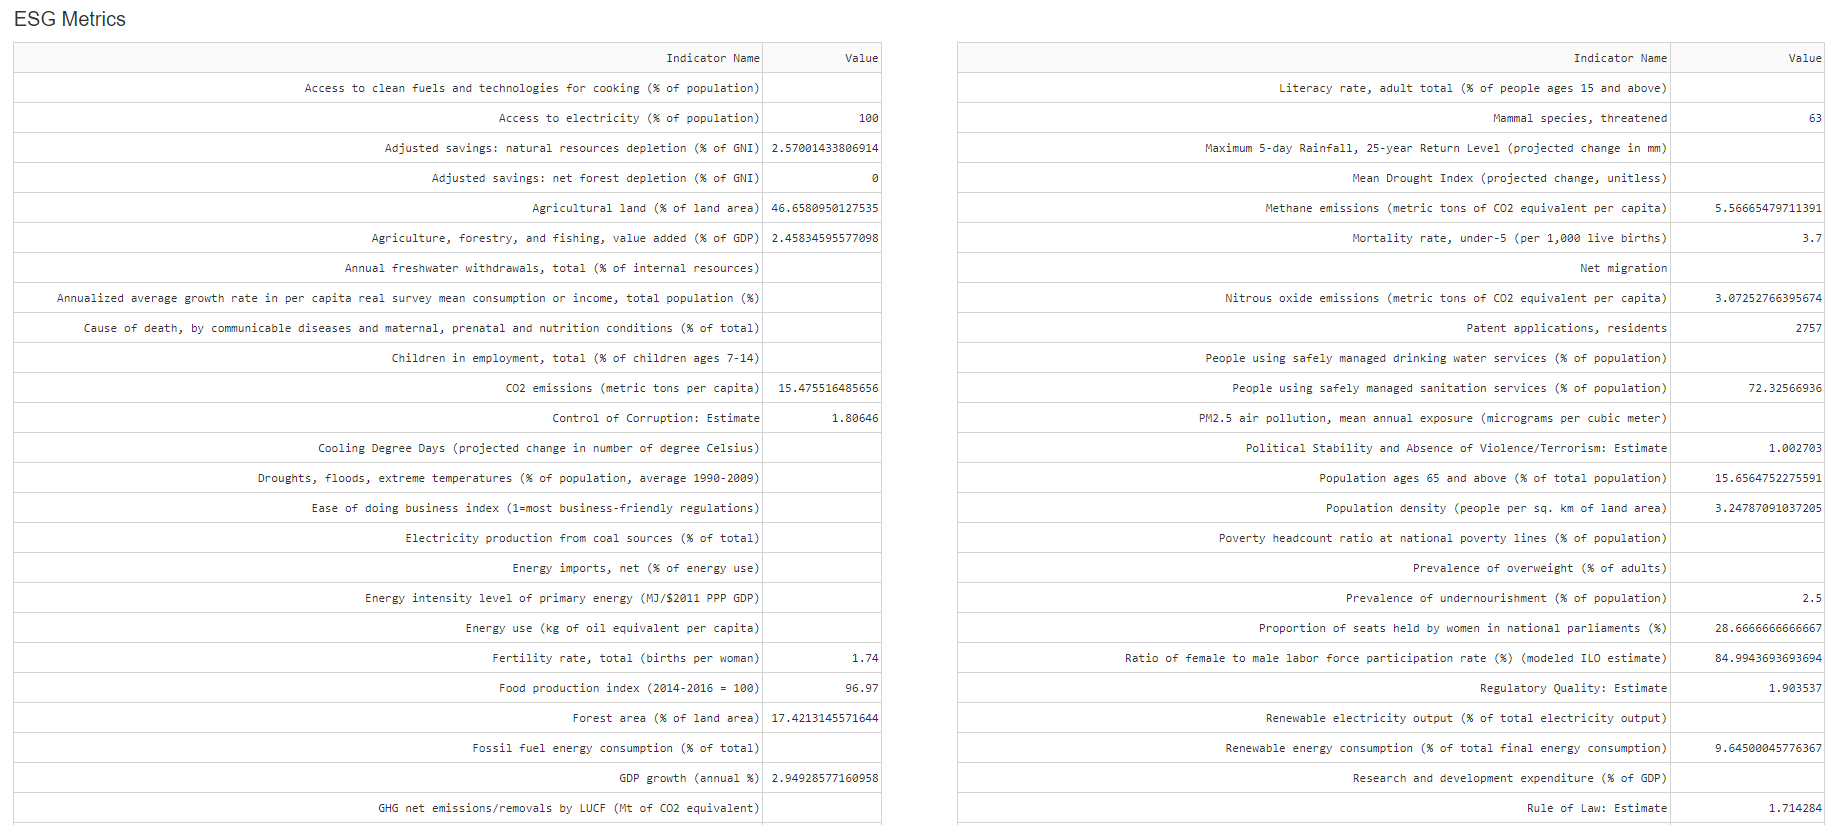 ESG Metrics
Indicator Name Value
Access to clean fuels and technologies for cooking (% of population)
Access to electricity (% of population) 100
Adjusted savings: natural resources depletion (% of GNI) 2.57001433806914
Adjusted savings: net forest depletion (% of GNI) 0
Agricultural land (% of land area) 46.6580950127535
Agriculture, forestry, and fishing, value added (% of GDP) 2.45834595577098
Annual freshwater withdrawals, total (% of internal resources)
Annualized average growth rate in per capita real survey mean consumption or income, total population (%)
Cause of death, by communicable diseases and maternal, prenatal and nutrition conditions (% of total)
Children in employment, total (% of children ages 7-14)
CO2 emissions (metric tons per capita) 15.475516485656
Control of Corruption: Estimate 1.80646
Cooling Degree Days (projected change in number of degree Celsius)
Droughts, floods, extreme temperatures (% of population, average 1990-2009)
Ease of doing business index (1=most business-friendly regulations)
Electricity production from coal sources (% of total)
Energy imports, net (% of energy use)
Energy intensity level of primary energy (MJ/$2011 PPP GDP)
Energy use (kg of oil equivalent per capita)
Fertility rate, total (births per woman) 1.74
Food production index (2014-2016 = 100) 96.97
Forest area (% of land area) 17.4213145571644
Fossil fuel energy consumption (% of total)
GDP growth (annual %) 2.94928577160958
GHG net emissions/removals by LUCF (Mt of CO2 equivalent)
Indicator Name Value
Literacy rate, adult total (% of people ages 15 and above)
Mammal species, threatened 63
Maximum 5-day Rainfall, 25-year Return Level (projected change in mm)
Mean Drought Index (projected change, unitless)
Methane emissions (metric tons of CO2 equivalent per capita) 5.56665479711391
Mortality rate, under-5 (per 1,000 live births) 3.7
Net migration
Nitrous oxide emissions (metric tons of CO2 equivalent per capita) 3.07252766395674
Patent applications, residents 2757
People using safely managed drinking water services (% of population)
People using safely managed sanitation services (% of population) 72.32566936
PM2.5 air pollution, mean annual exposure (micrograms per cubic meter)
Political Stability and Absence of Violence/Terrorism: Estimate 1.002703
Population ages 65 and above (% of total population) 15.6564752275591
Population density (people per sq. km of land area) 3.24787091037205
Poverty headcount ratio at national poverty lines (% of population)
Prevalence of overweight (% of adults)
Prevalence of undernourishment (% of population) 2.5
Proportion of seats held by women in national parliaments (%) 28.6666666666667
Ratio of female to male labor force participation rate (%) (modeled ILO estimate) 84.9943693693694
Regulatory Quality: Estimate 1.903537
Renewable electricity output (% of total electricity output)
Renewable energy consumption (% of total final energy consumption) 9.64500045776367
Research and development expenditure (% of GDP)
Rule of Law: Estimate 1.714284